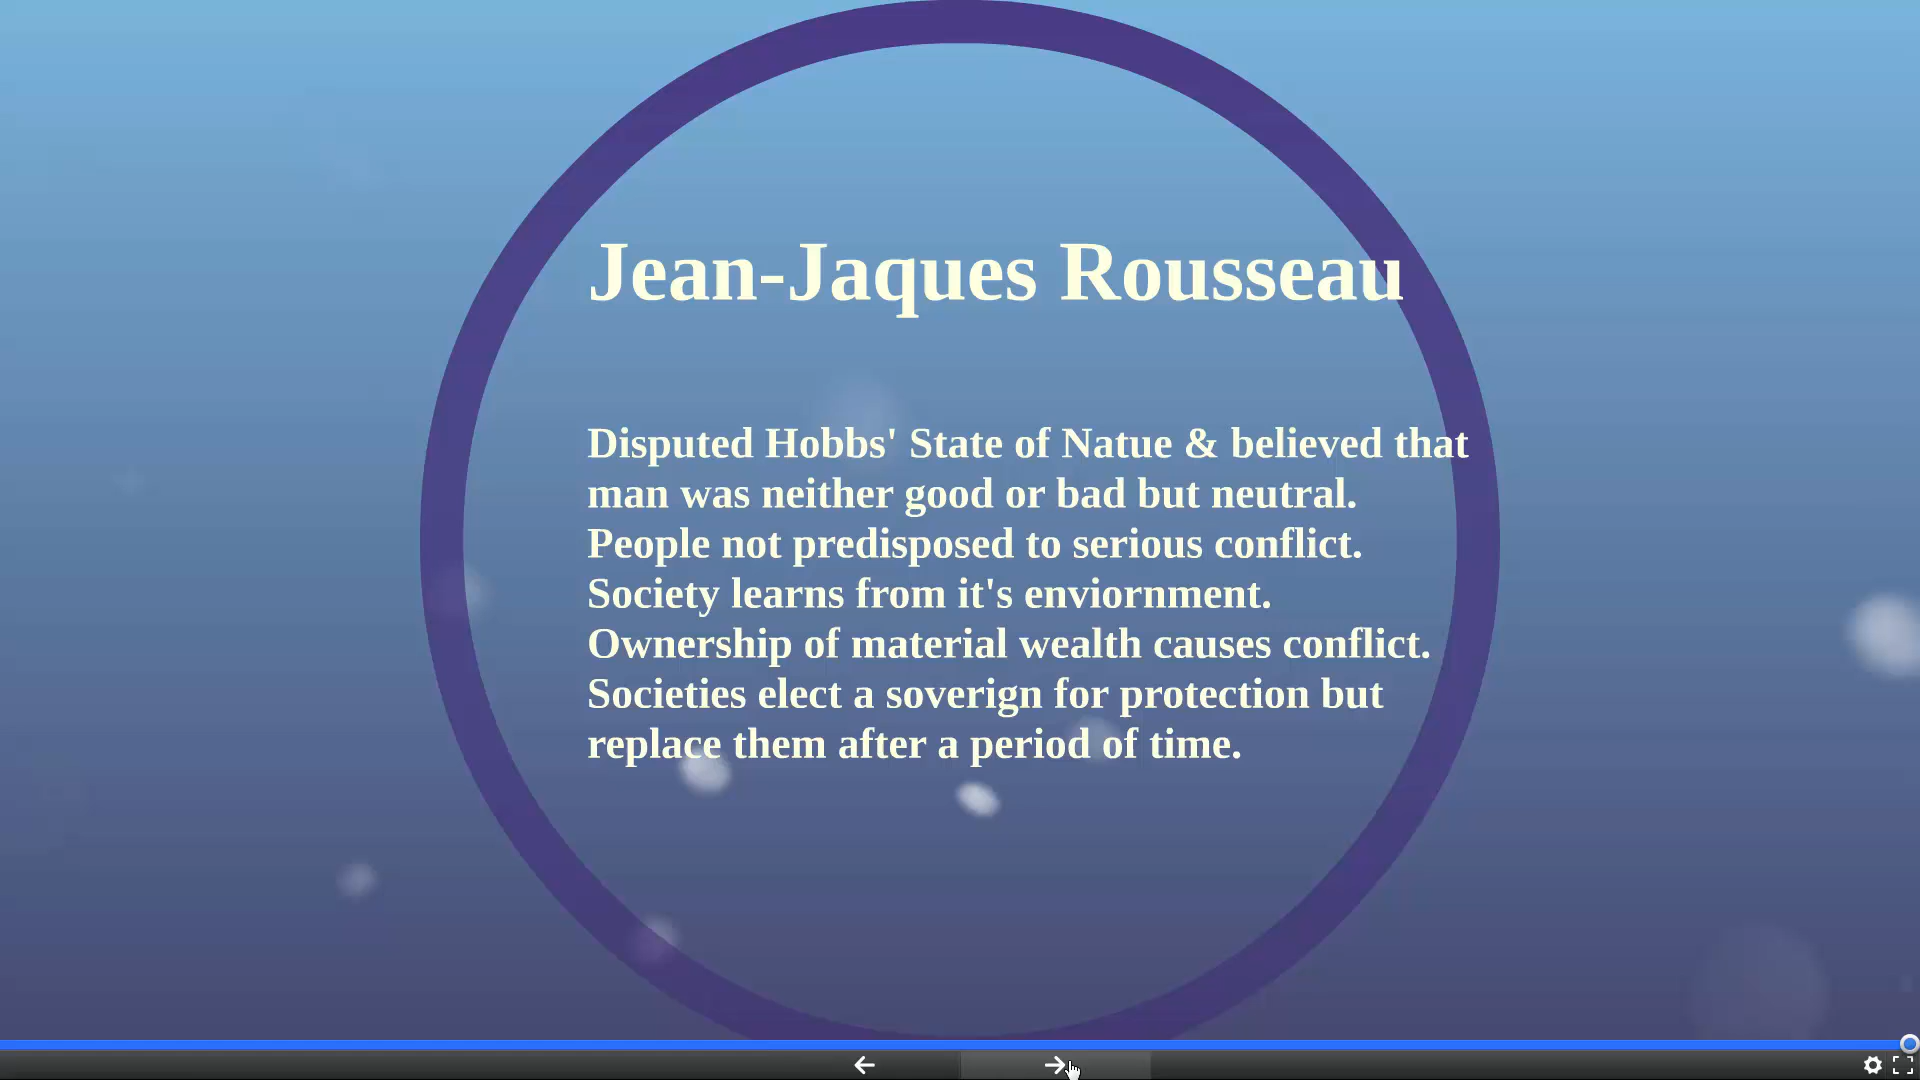 Jean-Jaques Rousseau
Disputed Hobbs' State of Natue & believed that
man was neither good or bad but neutral.
People not predisposed to serious conflict.
Society learns from it's enviornment.
Ownership of material wealth causes conflict.
Societies elect a soverign for protection but
replace them after a period of time.